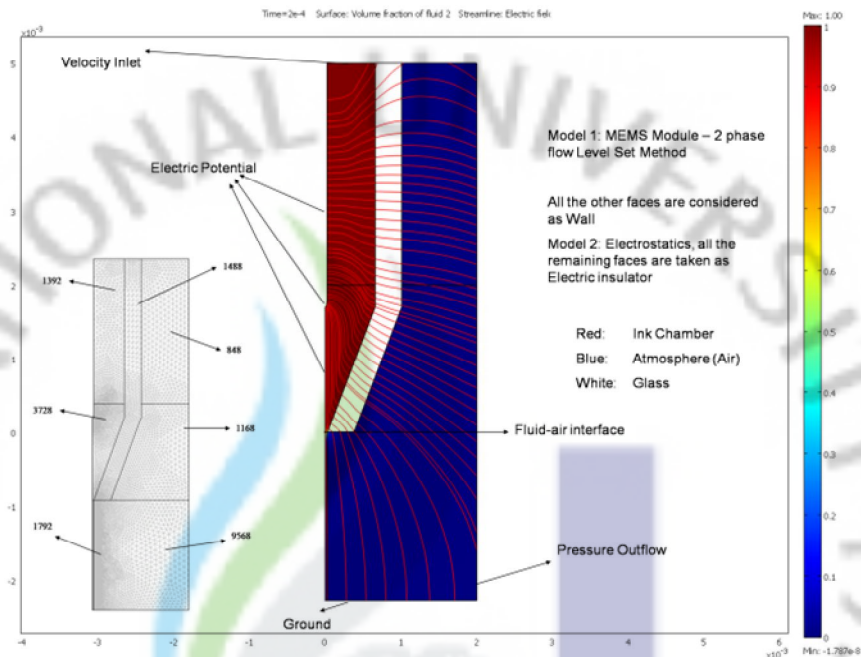 Time=2e-4 Surface: Volume fraction of fluid 2 Streamline: Electric field
Max: 1.00
×10⁻³
Velocity Inlet
Electric Potential
Model 1: MEMS Module – 2 phase
flow Level Set Method
All the other faces are considered
as Wall
Model 2: Electrostatics, all the
remaining faces are taken as
Electric insulator
Red: Ink Chamber
Blue: Atmosphere (Air)
White: Glass
Fluid-air interface
Pressure Outflow
Ground
1392
1488
848
3728
1168
1792
9568
5
4
3
2
1
0
-1
-2
-4
-3
-2
-1
0
1
2
3
4
5
6
×10⁻³
1
0.9
0.8
0.7
0.6
0.5
0.4
0.3
0.2
0.1
0
Min: -1.787e-8